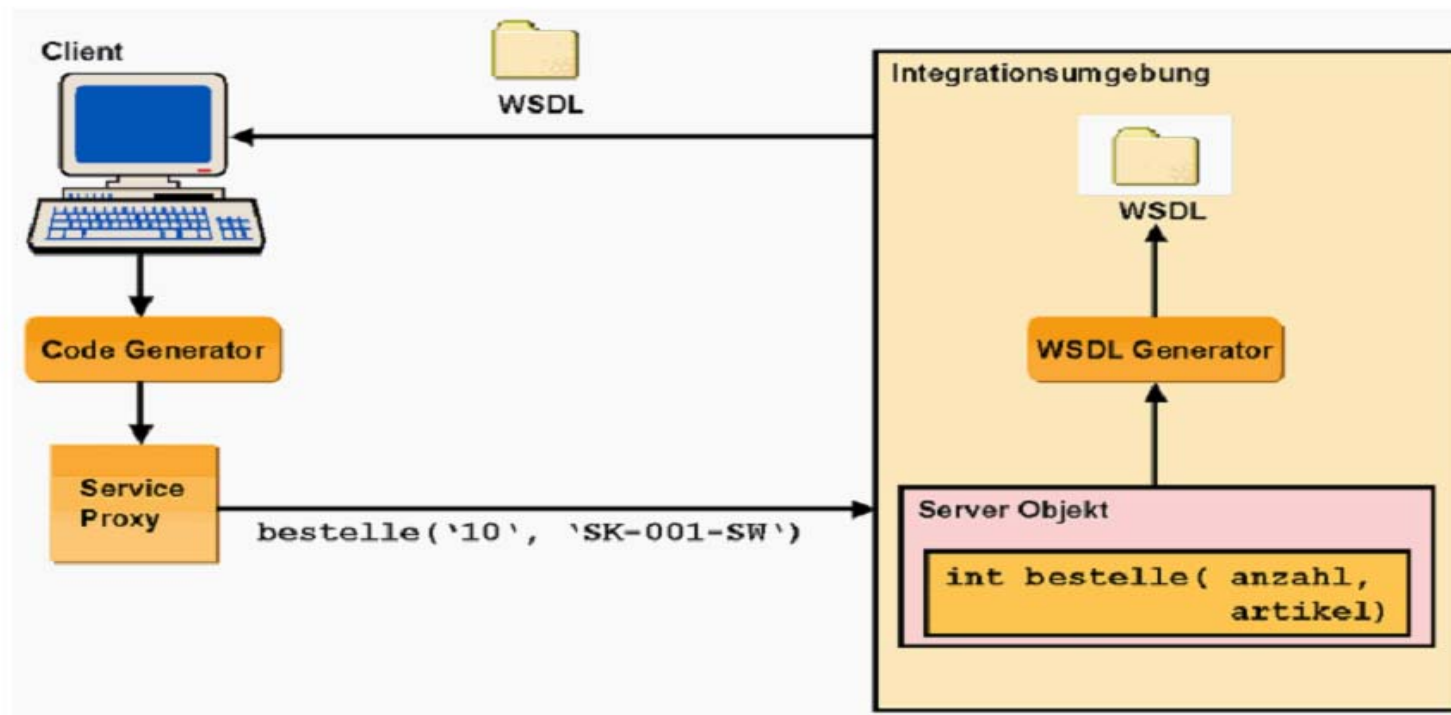 Client
WSDL
Integrationsumgebung
WSDL
Code Generator
WSDL Generator
Service
Proxy
bestelle(‘10‘, ‘SK-001-SW‘)
Server Objekt
int bestelle( anzahl,
artikel)